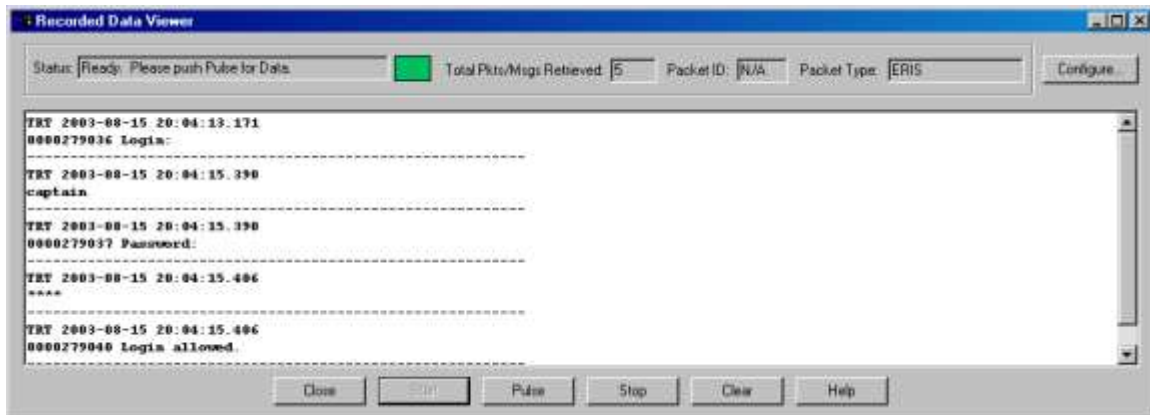 Recorded Data Viewer
Status: Ready. Please push Pulse for Data. Total Pkts/Msgs Retrieved: 5 Packet ID: N/A Packet Type: ERIS Configure...
TRT 2003-08-15 20:04:13.171
0000279036 Login:
------------------------------------------------------------
TRT 2003-08-15 20:04:15.390
captain
------------------------------------------------------------
TRT 2003-08-15 20:04:15.390
0000279037 Password:
------------------------------------------------------------
TRT 2003-08-15 20:04:15.406
****
------------------------------------------------------------
TRT 2003-08-15 20:04:15.406
0000279040 Login allowed.
------------------------------------------------------------
Close Start Pulse Stop Clear Help